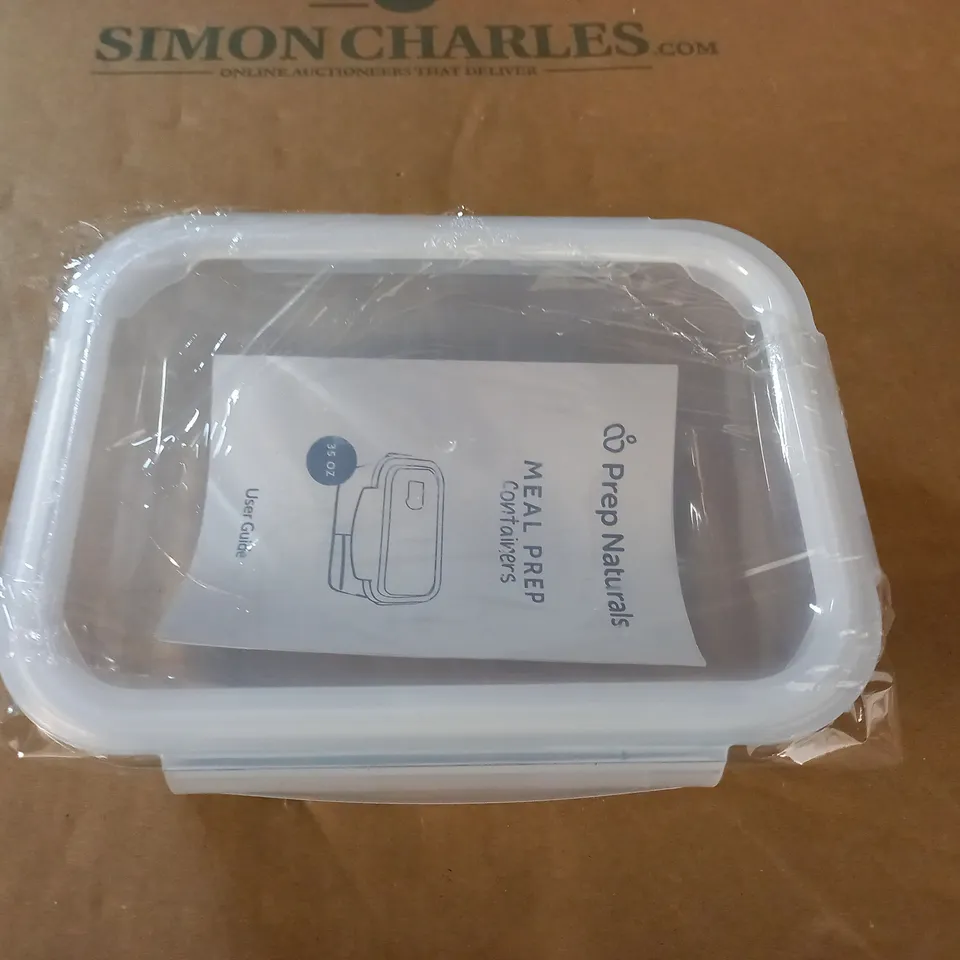 SIMON CHARLES.COM
ONLINE AUCTIONEERS THAT DELIVER
Prep Naturals
MEAL PREP
Containers
35 OZ
User Guide